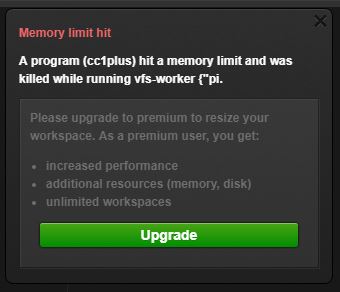 Memory limit hit
A program (cc1plus) hit a memory limit and was
killed while running vfs-worker {"pi.
Please upgrade to premium to resize your
workspace. As a premium user, you get:
• increased performance
• additional resources (memory, disk)
• unlimited workspaces
Upgrade